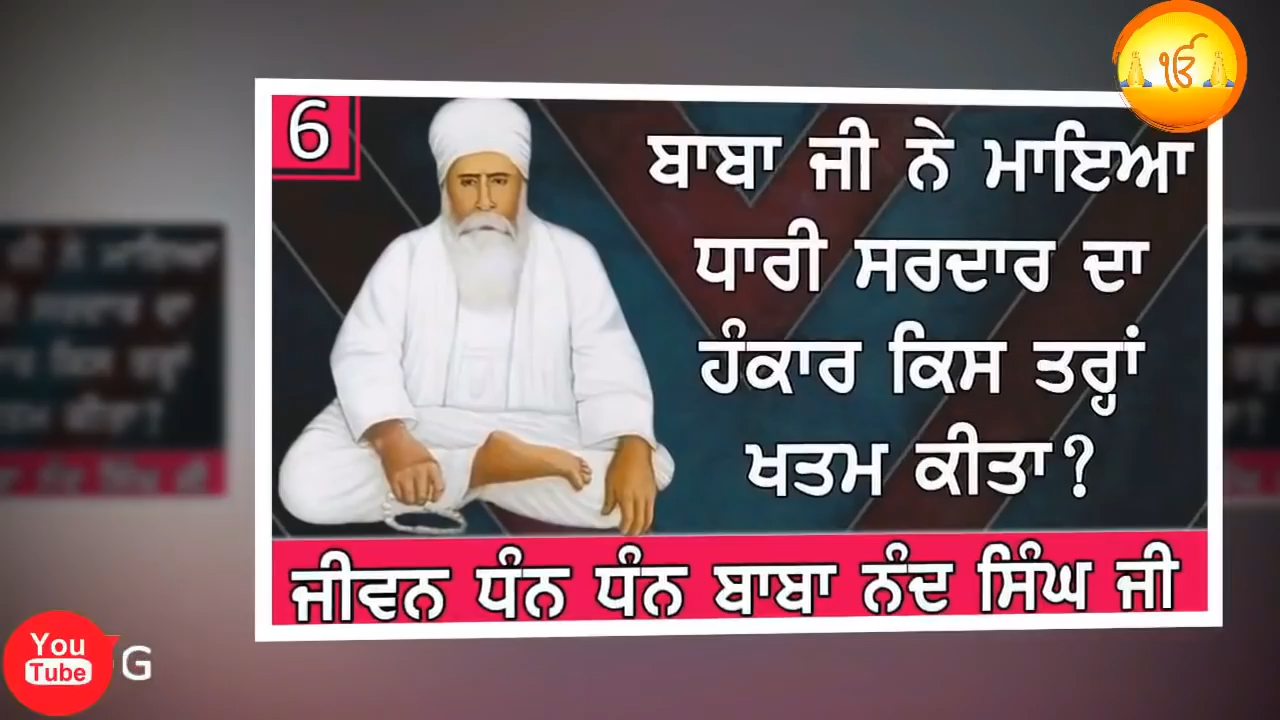 ੴ
6
ਬਾਬਾ ਜੀ ਨੇ ਮਾਇਆ
ਧਾਰੀ ਸਰਦਾਰ ਦਾ
ਹੰਕਾਰ ਕਿਸ ਤਰ੍ਹਾਂ
ਖਤਮ ਕੀਤਾ?
ਜੀਵਨ ਧੰਨ ਧੰਨ ਬਾਬਾ ਨੰਦ ਸਿੰਘ ਜੀ
You
Tube
G